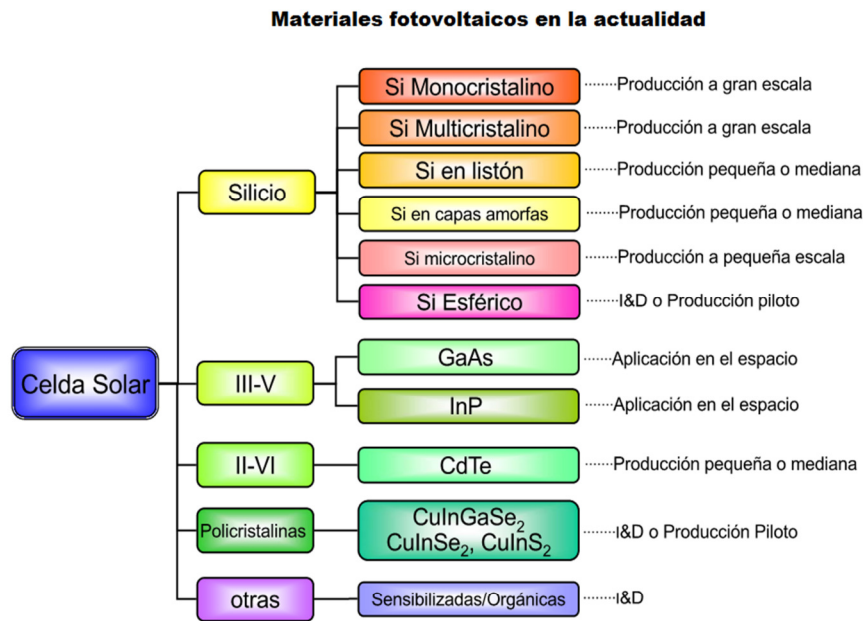 Materiales fotovoltaicos en la actualidad
Celda Solar
Silicio
Si Monocristalino ........Producción a gran escala
Si Multicristalino ........Producción a gran escala
Si en listón ........Producción pequeña o mediana
Si en capas amorfas ........Producción pequeña o mediana
Si microcristalino ........Producción a pequeña escala
Si Esférico ........I&D o Producción piloto
III-V
GaAs ........Aplicación en el espacio
InP ........Aplicación en el espacio
II-VI
CdTe ........Producción pequeña o mediana
Policristalinas
CuInGaSe₂
CuInSe₂, CuInS₂ ........I&D o Producción Piloto
otras
Sensibilizadas/Orgánicas ........I&D